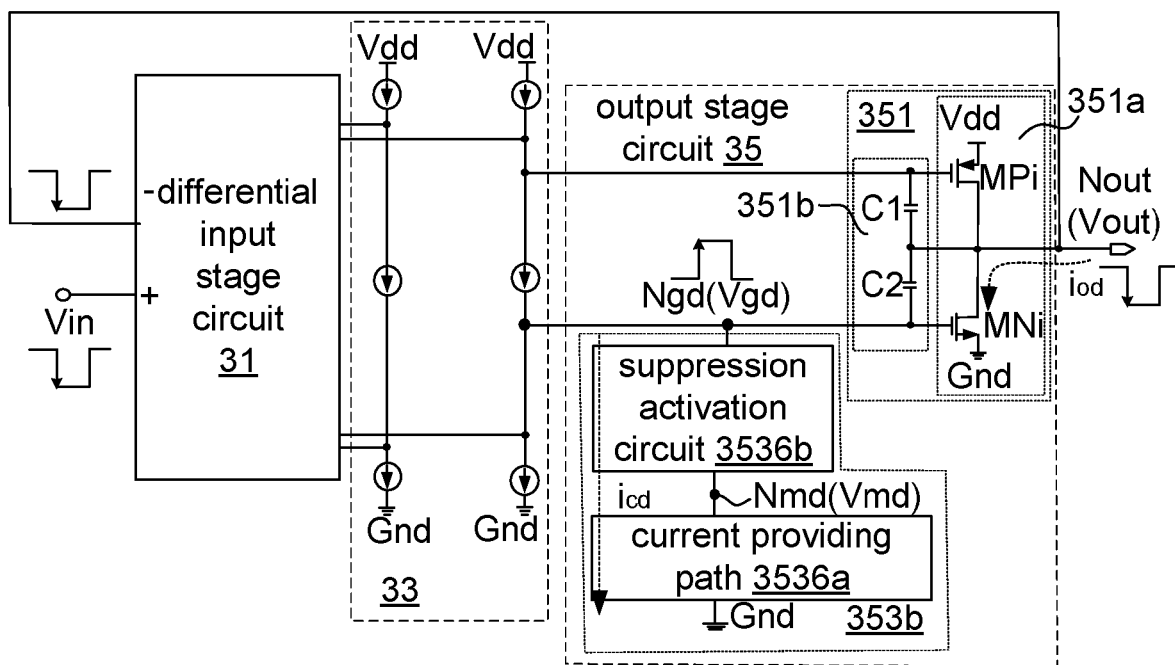 Vdd
Vdd
-differential
input
stage
circuit
31
+
Vin
Gnd
Gnd
33
output stage
circuit 35
351
351a
351b
Vdd
MPi
C1
C2
Nout
(Vout)
iod
MNi
Gnd
Ngd(Vgd)
suppression
activation
circuit 3536b
icd
Nmd(Vmd)
current providing
path 3536a
Gnd
353b